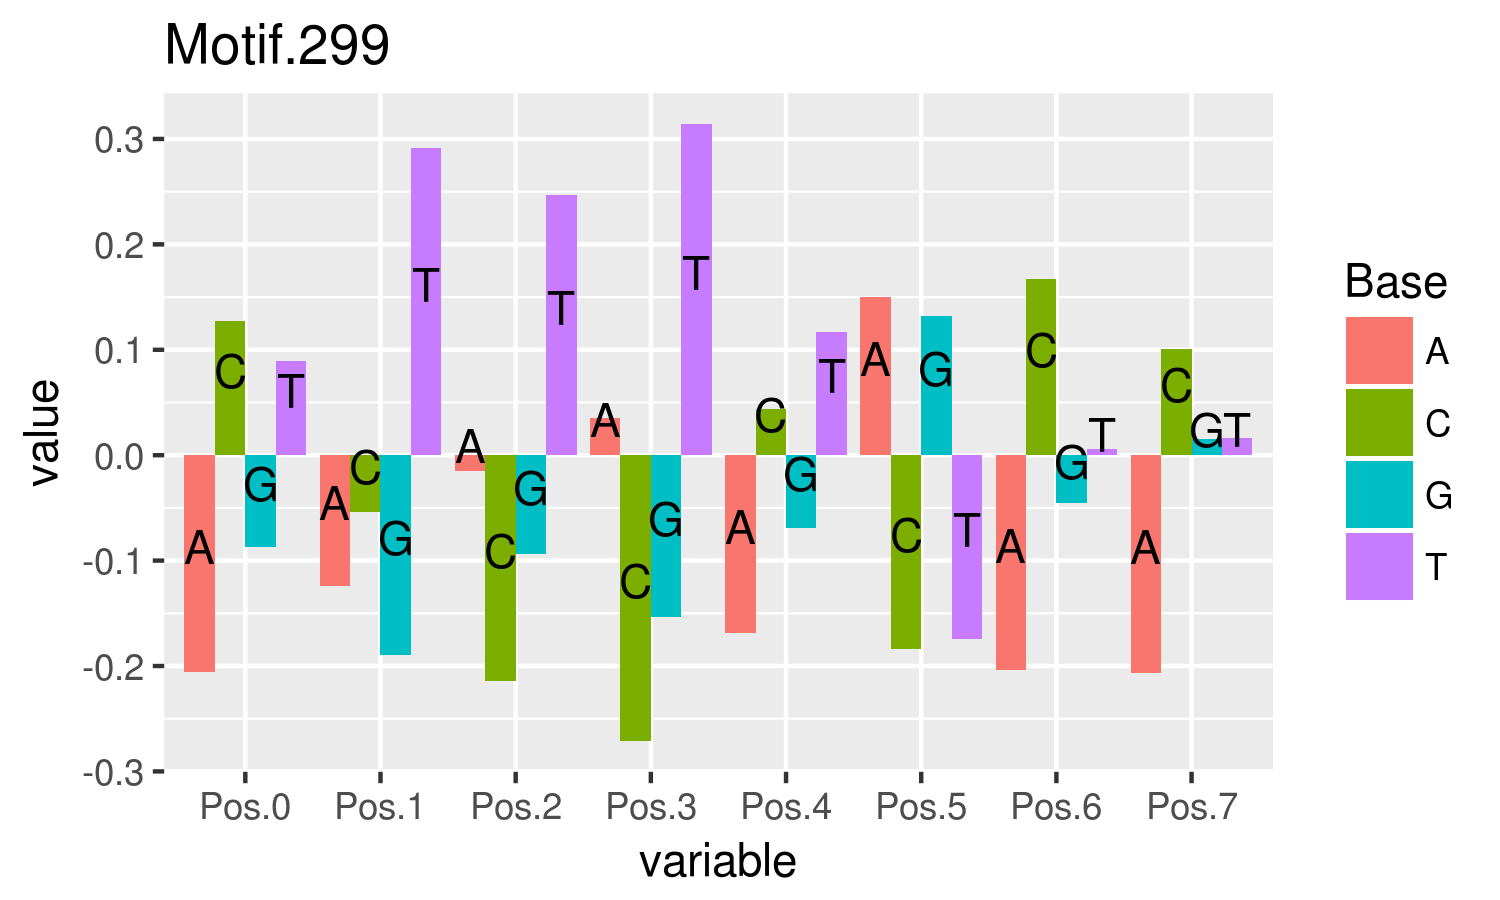 Motif.299
value
0.3
0.2
0.1
0.0
-0.1
-0.2
-0.3
A C G T
A C G T
A C G T
A C G T
A C G T
A C G T
A C G T
A C G T
Pos.0 Pos.1 Pos.2 Pos.3 Pos.4 Pos.5 Pos.6 Pos.7
variable
Base
A
C
G
T